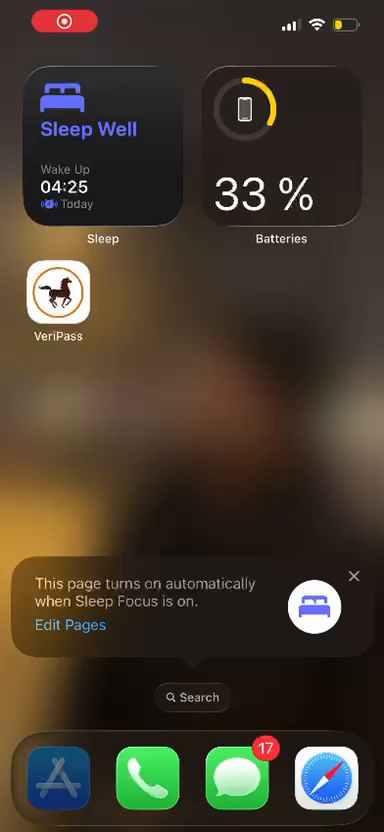 Sleep Well
Wake Up
04:25
Today
33 %
Sleep
Batteries
VeriPass
This page turns on automatically
when Sleep Focus is on.
Edit Pages
Search
17